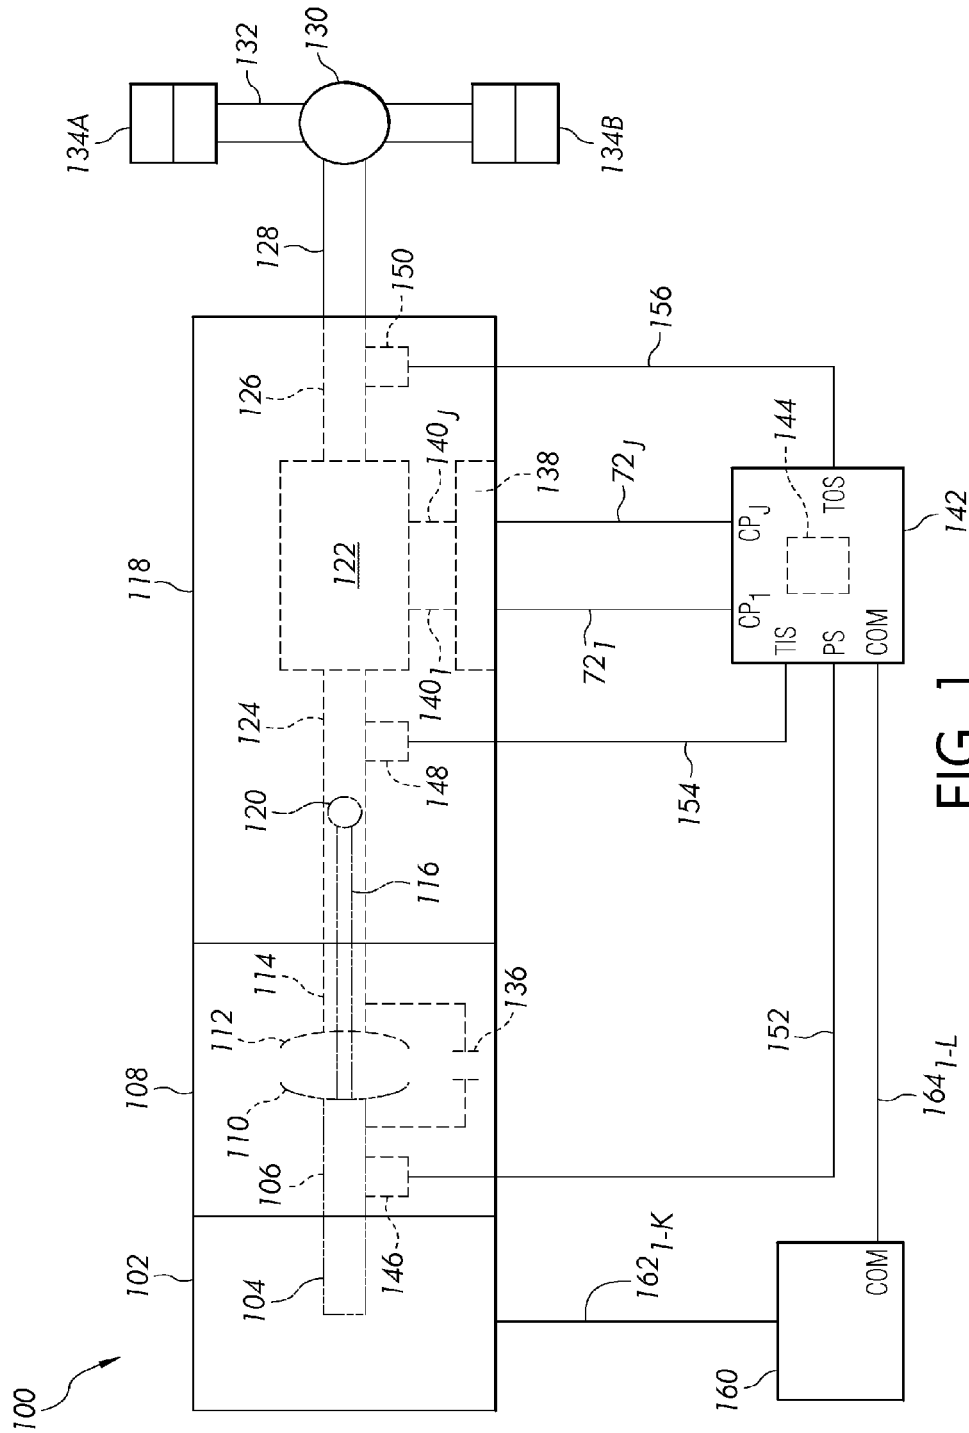 100
102
104
106
108
110
112
114
116
118
120
122
124
126
128
130
132
134A
134B
136
138
140₁
140J
146
148
150
152
154
156
72₁
72J
CP₁
CPJ
TIS
TOS
PS
COM
142
144
160
COM
162₁₋K
164₁₋L
FIG. 1